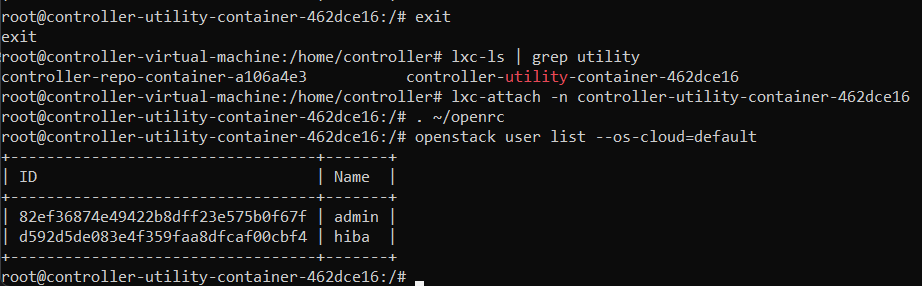 root@controller-utility-container-462dce16:/# exit
exit
root@controller-virtual-machine:/home/controller# lxc-ls | grep utility
controller-repo-container-a106a4e3           controller-utility-container-462dce16
root@controller-virtual-machine:/home/controller# lxc-attach -n controller-utility-container-462dce16
root@controller-utility-container-462dce16:/# . ~/openrc
root@controller-utility-container-462dce16:/# openstack user list --os-cloud=default
+----------------------------------+-------+
| ID                               | Name  |
+----------------------------------+-------+
| 82ef36874e49422b8dff23e575b0f67f | admin |
| d592d5de083e4f359faa8dfcaf00cbf4 | hiba  |
+----------------------------------+-------+
root@controller-utility-container-462dce16:/#